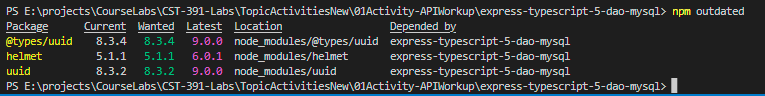 PS E:\projects\CourseLabs\CST-391-Labs\TopicActivitiesNew\01Activity-APIWorkup\express-typescript-5-dao-mysql> npm outdated
Package Current Wanted Latest Location Depended by
@types/uuid 8.3.4 8.3.4 9.0.0 node_modules/@types/uuid express-typescript-5-dao-mysql
helmet 5.1.1 5.1.1 6.0.1 node_modules/helmet express-typescript-5-dao-mysql
uuid 8.3.2 8.3.2 9.0.0 node_modules/uuid express-typescript-5-dao-mysql
PS E:\projects\CourseLabs\CST-391-Labs\TopicActivitiesNew\01Activity-APIWorkup\express-typescript-5-dao-mysql>